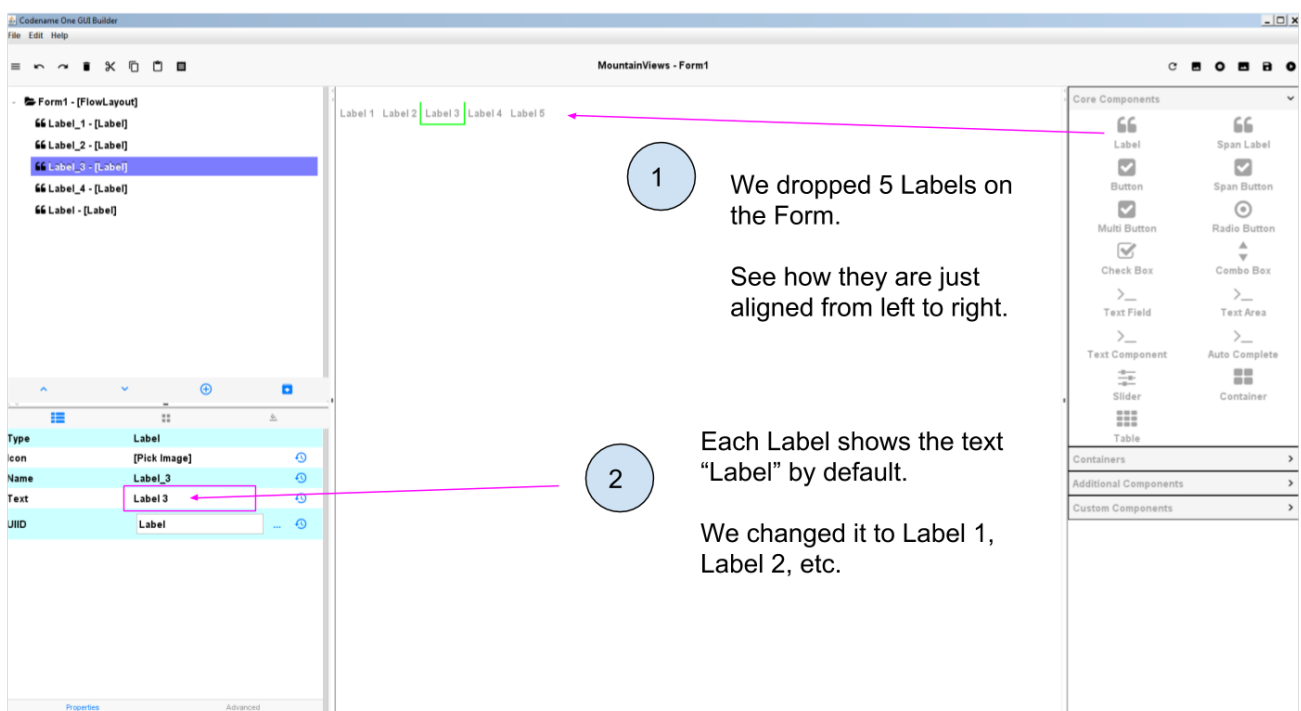 Codename One GUI Builder
File Edit Help
MountainViews - Form1
Form1 - [FlowLayout]
Label_1 - [Label]
Label_2 - [Label]
Label_3 - [Label]
Label_4 - [Label]
Label - [Label]
Type Label
Icon [Pick Image]
Name Label_3
Text Label 3
UIID Label ...
Properties Advanced
Label 1 Label 2 Label 3 Label 4 Label 5
1
We dropped 5 Labels on
the Form.
See how they are just
aligned from left to right.
2
Each Label shows the text
“Label” by default.
We changed it to Label 1,
Label 2, etc.
Core Components
Label Span Label
Button Span Button
Multi Button Radio Button
Check Box Combo Box
Text Field Text Area
Text Component Auto Complete
Slider Container
Table
Containers
Additional Components
Custom Components